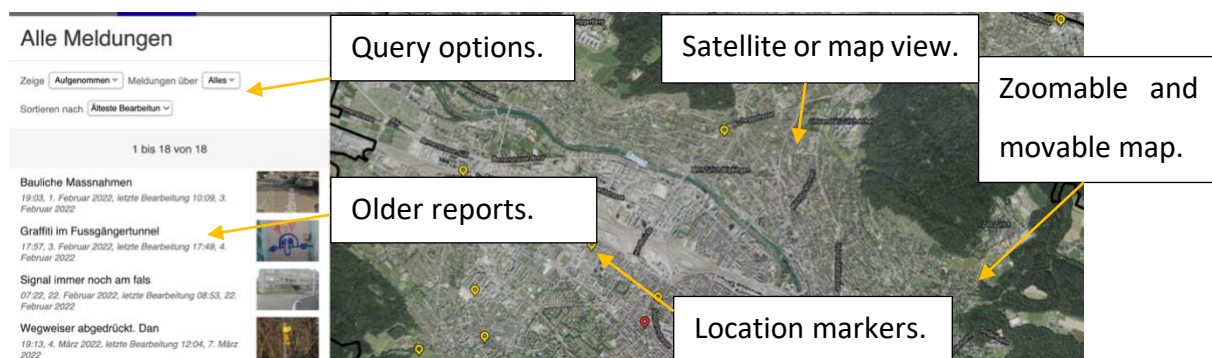 Alle Meldungen
Zeige Aufgenommen Meldungen über Alles
Sortieren nach Älteste Bearbeitun
1 bis 18 von 18
Bauliche Massnahmen
19:03, 1. Februar 2022, letzte Bearbeitung 10:09, 3.
Februar 2022
Graffiti im Fussgängertunnel
17:57, 3. Februar 2022, letzte Bearbeitung 17:49, 4.
Februar 2022
Signal immer noch am fals
07:22, 22. Februar 2022, letzte Bearbeitung 08:53, 22.
Februar 2022
Wegweiser abgedrückt. Dan
19:13, 4. März 2022, letzte Bearbeitung 12:04, 7. März
2022
Query options.
Satellite or map view.
Zoomable and
movable map.
Older reports.
Location markers.